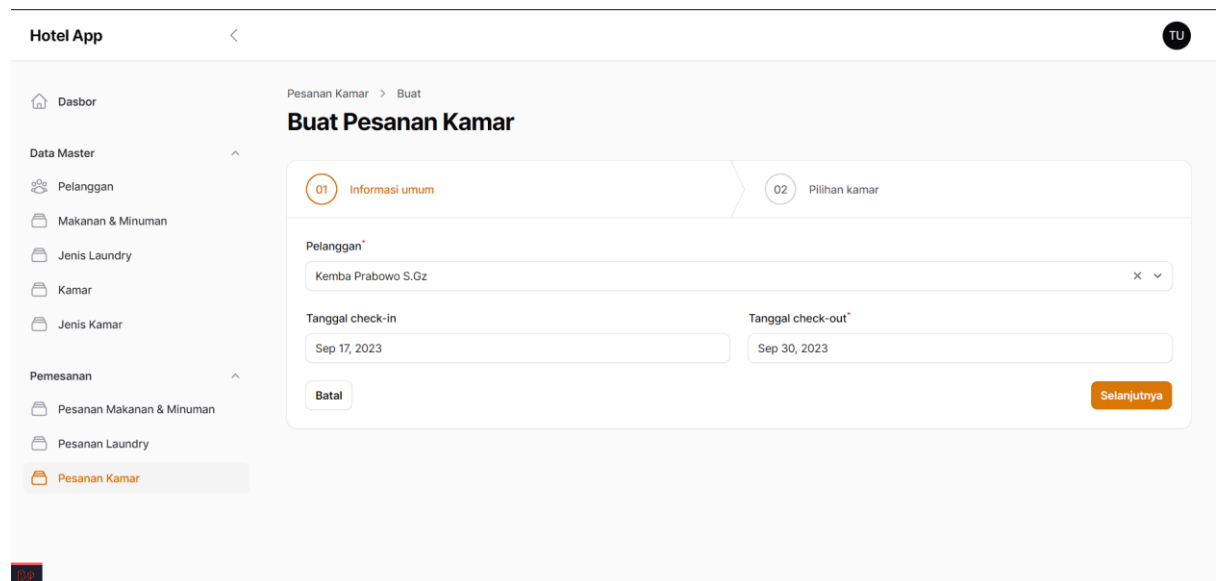 Hotel App
TU
Dasbor
Data Master
Pelanggan
Makanan & Minuman
Jenis Laundry
Kamar
Jenis Kamar
Pemesanan
Pesanan Makanan & Minuman
Pesanan Laundry
Pesanan Kamar
Pesanan Kamar > Buat
Buat Pesanan Kamar
01 Informasi umum
02 Pilihan kamar
Pelanggan*
Kemba Prabowo S.Gz
Tanggal check-in
Tanggal check-out*
Sep 17, 2023
Sep 30, 2023
Batal
Selanjutnya